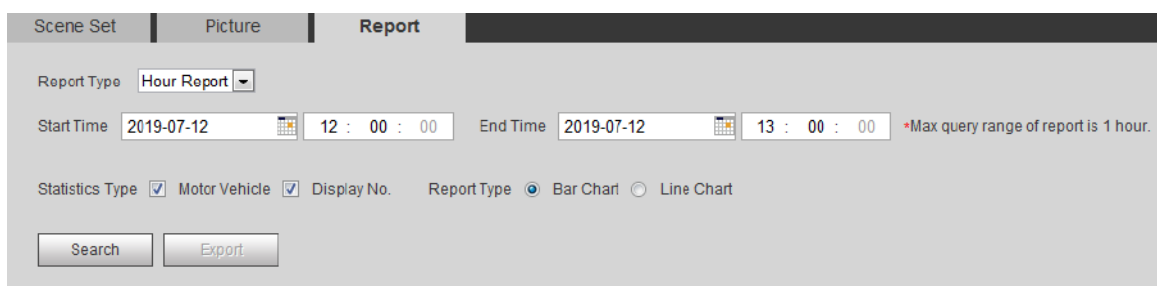 Scene Set Picture Report
Report Type Hour Report
Start Time 2019-07-12 12 : 00 : 00 End Time 2019-07-12 13 : 00 : 00 *Max query range of report is 1 hour.
Statistics Type Motor Vehicle Display No. Report Type Bar Chart Line Chart
Search Export